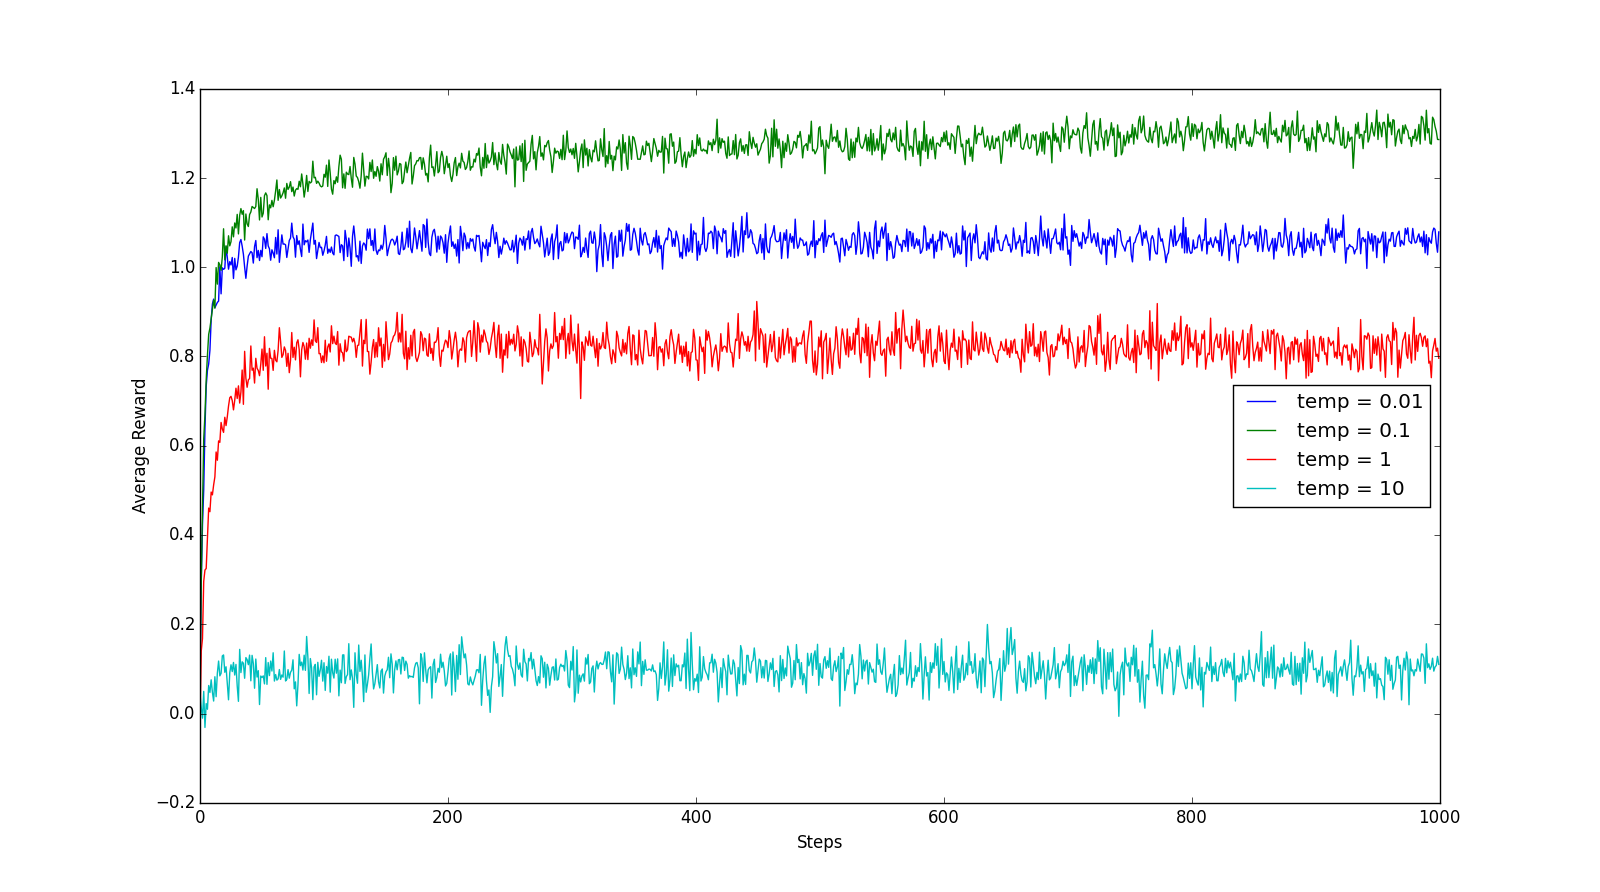 1.4
1.2
1.0
0.8
0.6
0.4
0.2
0.0
−0.2
Average Reward
temp = 0.01
temp = 0.1
temp = 1
temp = 10
0 200 400 600 800 1000
Steps